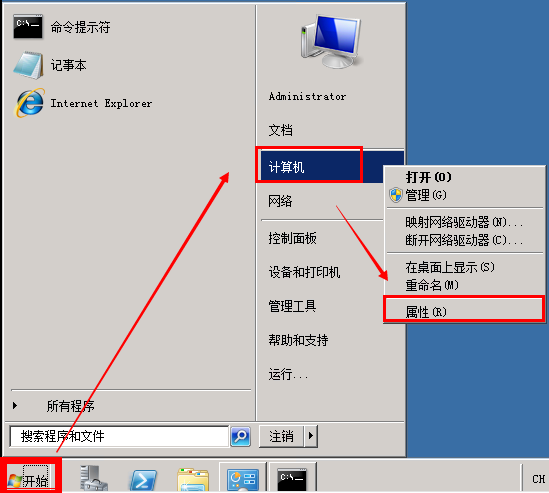 命令提示符
记事本
Internet Explorer
所有程序
搜索程序和文件
Administrator
文档
计算机
网络
控制面板
设备和打印机
管理工具
帮助和支持
运行...
注销
打开(O)
管理(G)
映射网络驱动器(N)...
断开网络驱动器(C)...
在桌面上显示(S)
重命名(M)
属性(R)
开始
CH